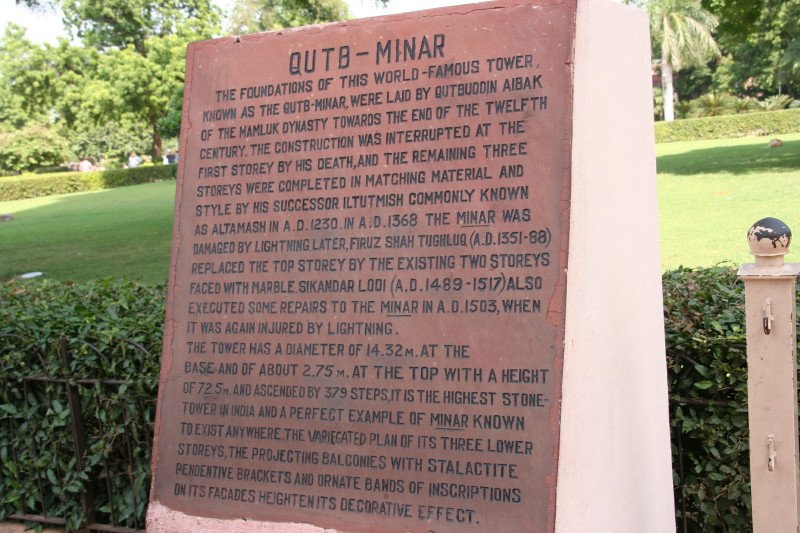 QUTB-MINAR
THE FOUNDATIONS OF THIS WORLD-FAMOUS TOWER,
KNOWN AS THE QUTB-MINAR, WERE LAID BY QUTBUDDIN AIBAK
OF THE MAMLUK DYNASTY TOWARDS THE END OF THE TWELFTH
CENTURY. THE CONSTRUCTION WAS INTERRUPTED AT THE
FIRST STOREY BY HIS DEATH, AND THE REMAINING THREE
STOREYS WERE COMPLETED IN MATCHING MATERIAL AND
STYLE BY HIS SUCCESSOR ILTUTMISH COMMONLY KNOWN
AS ALTAMASH IN A.D. 1230. IN A.D. 1368 THE MINAR WAS
DAMAGED BY LIGHTNING. LATER, FIRUZ SHAH TUGHLUQ (A.D. 1351-88)
REPLACED THE TOP STOREY BY THE EXISTING TWO STOREYS
FACED WITH MARBLE. SIKANDAR LODI (A.D. 1489-1517) ALSO
EXECUTED SOME REPAIRS TO THE MINAR IN A.D. 1503, WHEN
IT WAS AGAIN INJURED BY LIGHTNING.
THE TOWER HAS A DIAMETER OF 14.32 M. AT THE
BASE AND OF ABOUT 2.75 M. AT THE TOP WITH A HEIGHT
OF 72.5 M. AND ASCENDED BY 379 STEPS, IT IS THE HIGHEST STONE-
TOWER IN INDIA AND A PERFECT EXAMPLE OF MINAR KNOWN
TO EXIST ANYWHERE. THE VARIEGATED PLAN OF ITS THREE LOWER
STOREYS, THE PROJECTING BALCONIES WITH STALACTITE
PENDENTIVE BRACKETS AND ORNATE BANDS OF INSCRIPTIONS
ON ITS FACADES HEIGHTEN ITS DECORATIVE EFFECT.